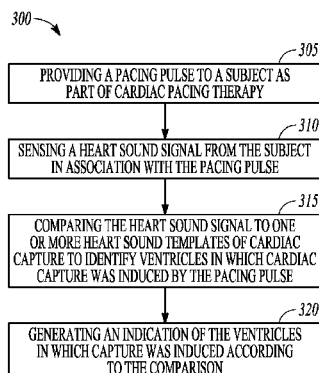 300
305
PROVIDING A PACING PULSE TO A SUBJECT AS
PART OF CARDIAC PACING THERAPY
310
SENSING A HEART SOUND SIGNAL FROM THE SUBJECT
IN ASSOCIATION WITH THE PACING PULSE
315
COMPARING THE HEART SOUND SIGNAL TO ONE
OR MORE HEART SOUND TEMPLATES OF CARDIAC
CAPTURE TO IDENTIFY VENTRICLES IN WHICH CARDIAC
CAPTURE WAS INDUCED BY THE PACING PULSE
320
GENERATING AN INDICATION OF THE VENTRICLES
IN WHICH CAPTURE WAS INDUCED ACCORDING
TO THE COMPARISON